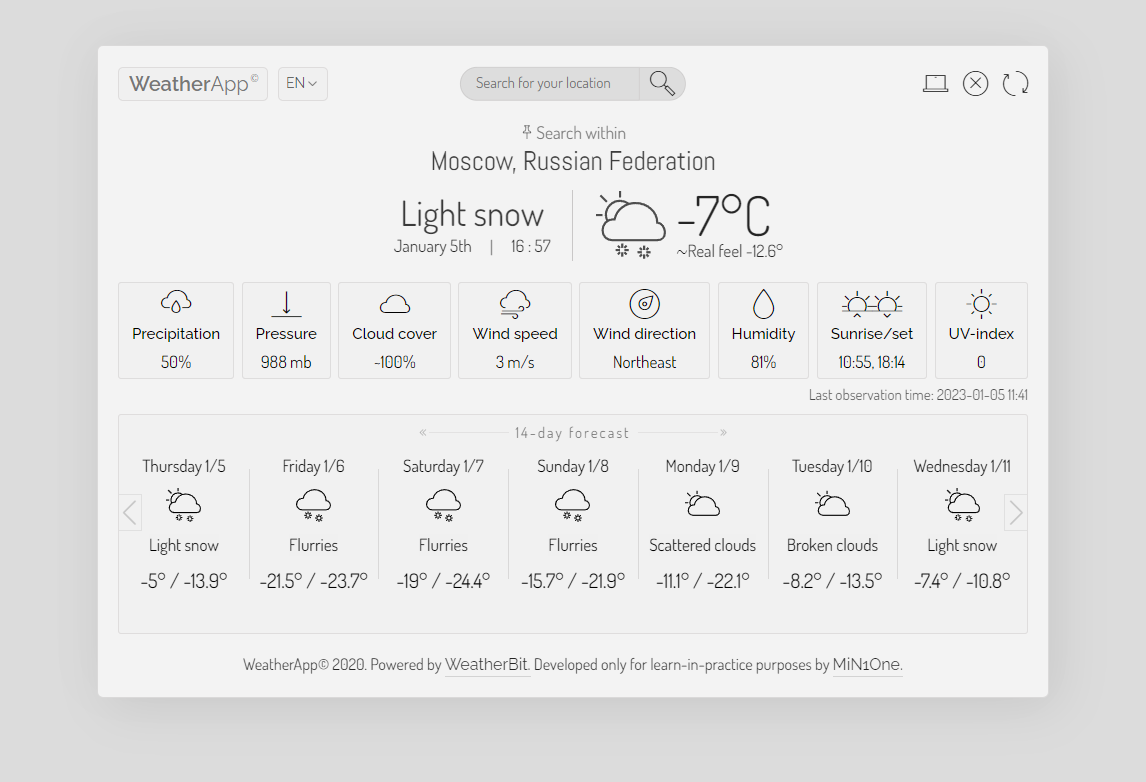 WeatherApp©
EN
Search for your location
Search within
Moscow, Russian Federation
Light snow
January 5th | 16 : 57
-7°C
~Real feel -12.6°
Precipitation
50%
Pressure
988 mb
Cloud cover
-100%
Wind speed
3 m/s
Wind direction
Northeast
Humidity
81%
Sunrise/set
10:55, 18:14
UV-index
0
Last observation time: 2023-01-05 11:41
« 14-day forecast »
Thursday 1/5
Light snow
-5° / -13.9°
Friday 1/6
Flurries
-21.5° / -23.7°
Saturday 1/7
Flurries
-19° / -24.4°
Sunday 1/8
Flurries
-15.7° / -21.9°
Monday 1/9
Scattered clouds
-11.1° / -22.1°
Tuesday 1/10
Broken clouds
-8.2° / -13.5°
Wednesday 1/11
Light snow
-7.4° / -10.8°
WeatherApp© 2020. Powered by WeatherBit. Developed only for learn-in-practice purposes by MiN1One.